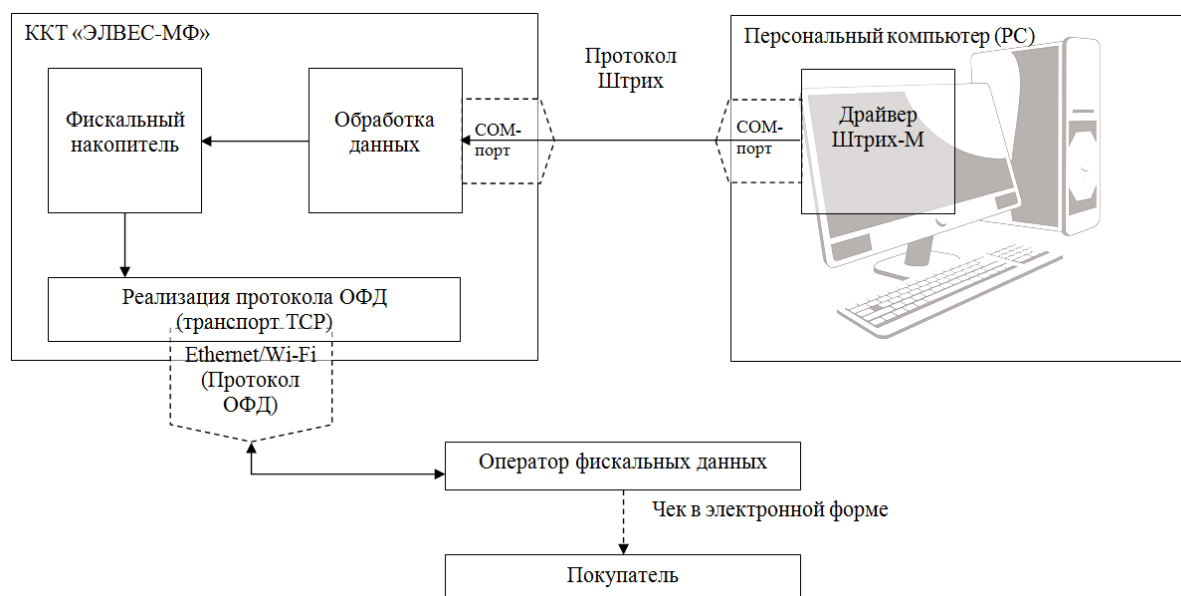 ККТ «ЭЛВЕС-МФ»
Персональный компьютер (PC)
Протокол
Штрих
Фискальный
накопитель
Обработка
данных
COM-
порт
COM-
порт
Драйвер
Штрих-М
Реализация протокола ОФД
(транспорт TCP)
Ethernet/Wi-Fi
(Протокол
ОФД)
Оператор фискальных данных
Чек в электронной форме
Покупатель